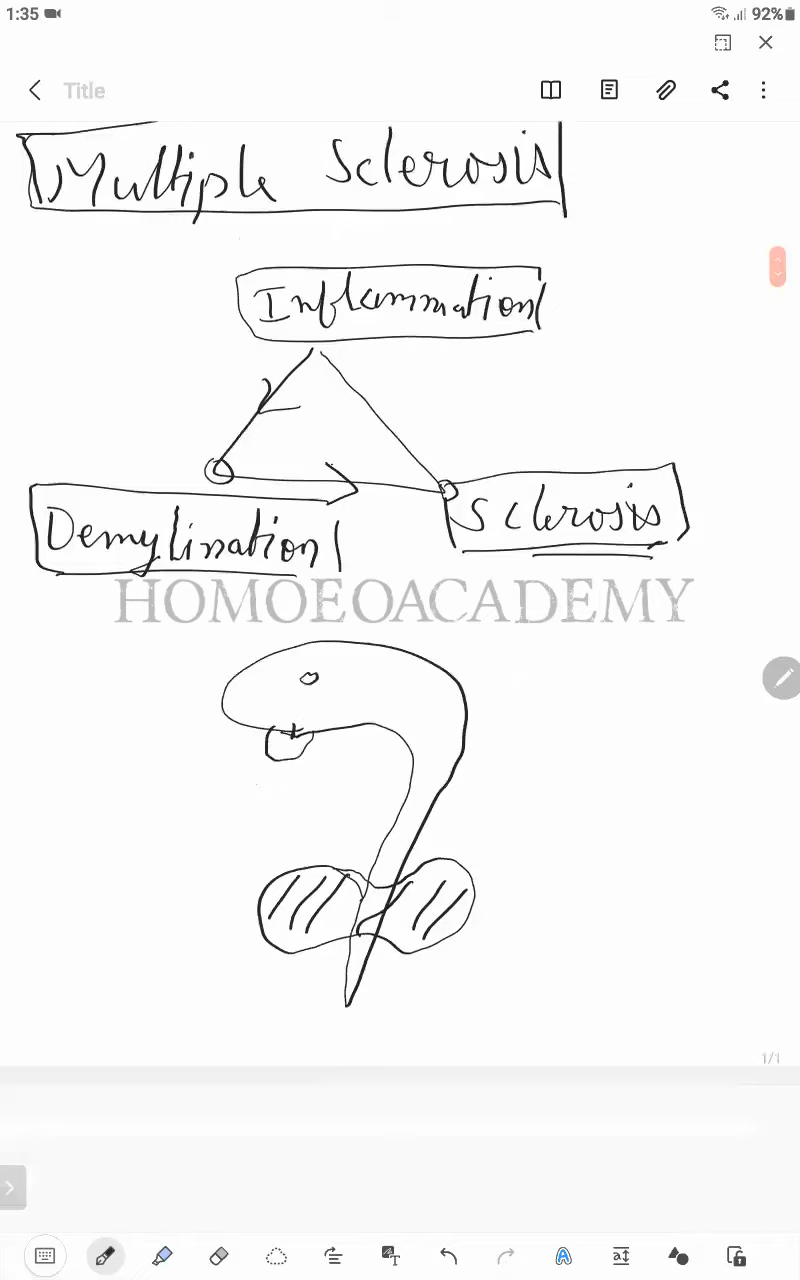 1:35 92%
Title
Multiple Sclerosis
Inflammation
Demylination
Sclerosis
HOMOEOACADEMY
1/1